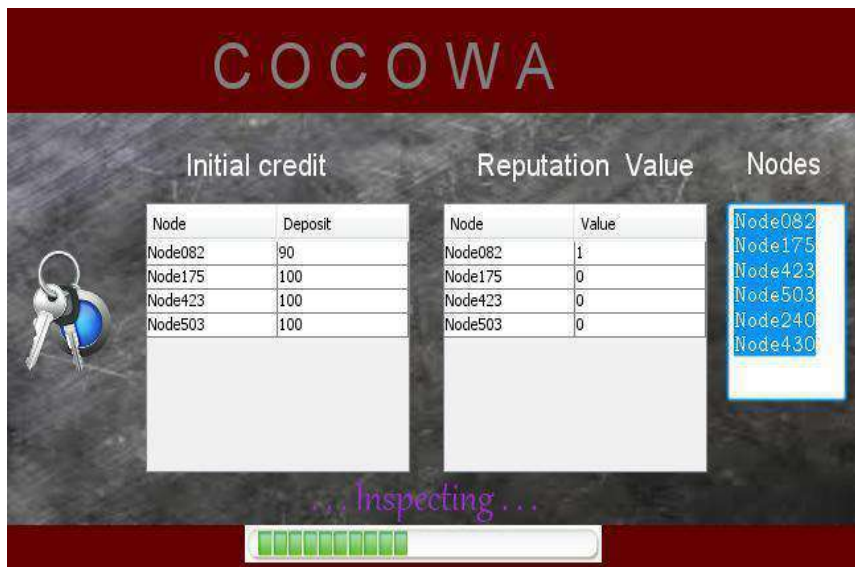 C O C O W A
Initial credit
Node Deposit
Node082 90
Node175 100
Node423 100
Node503 100
Reputation Value
Node Value
Node082 1
Node175 0
Node423 0
Node503 0
Nodes
Node082
Node175
Node423
Node503
Node240
Node430
. . . Inspecting . . .